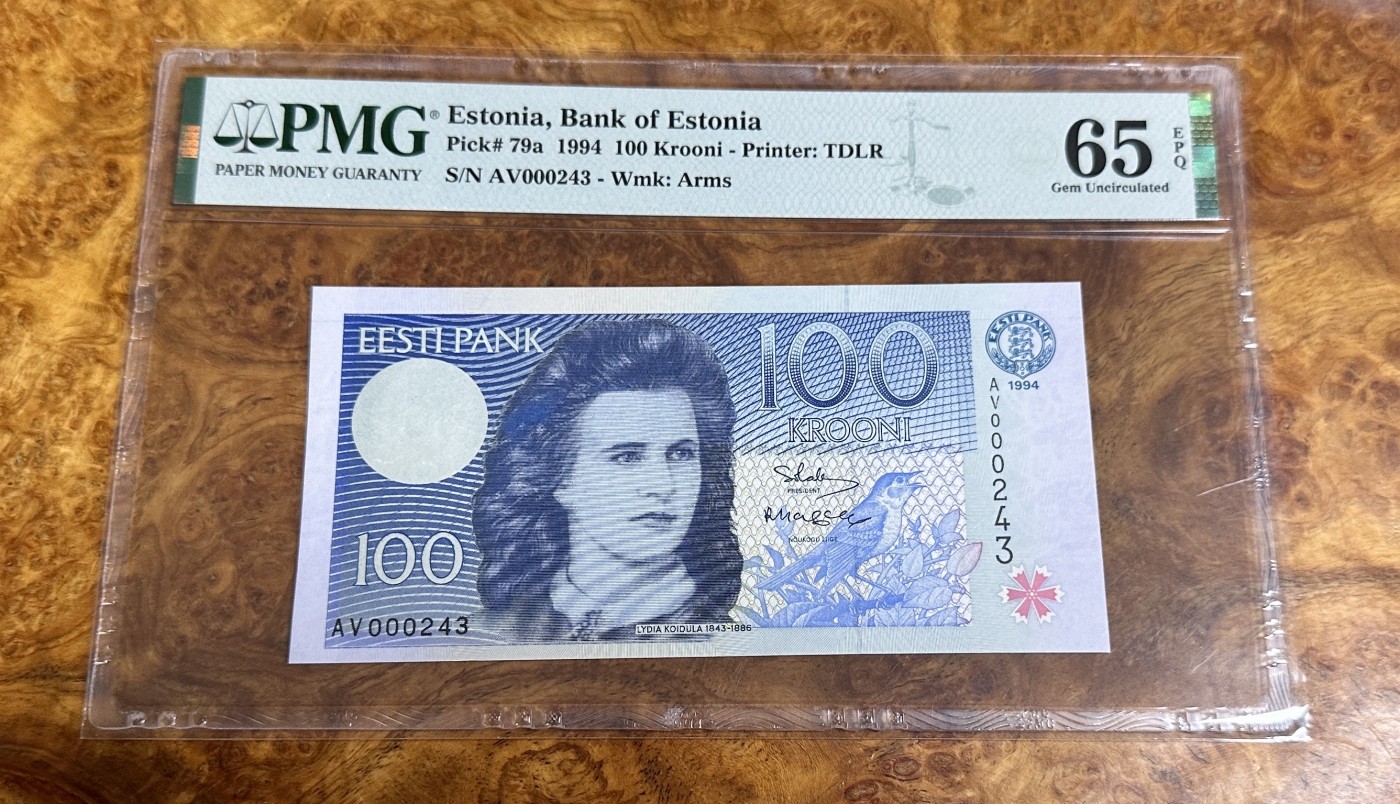 PMG®
PAPER MONEY GUARANTY
Estonia, Bank of Estonia
Pick# 79a 1994 100 Krooni - Printer: TDLR
S/N AV000243 - Wmk: Arms
65
EPQ
Gem Uncirculated
EESTI PANK
100
KROONI
EESTI PANK
1994
AV000243
PRESIDENT
NÕUKOGU LIIGE
100
AV000243
LYDIA KOIDULA 1843-1886